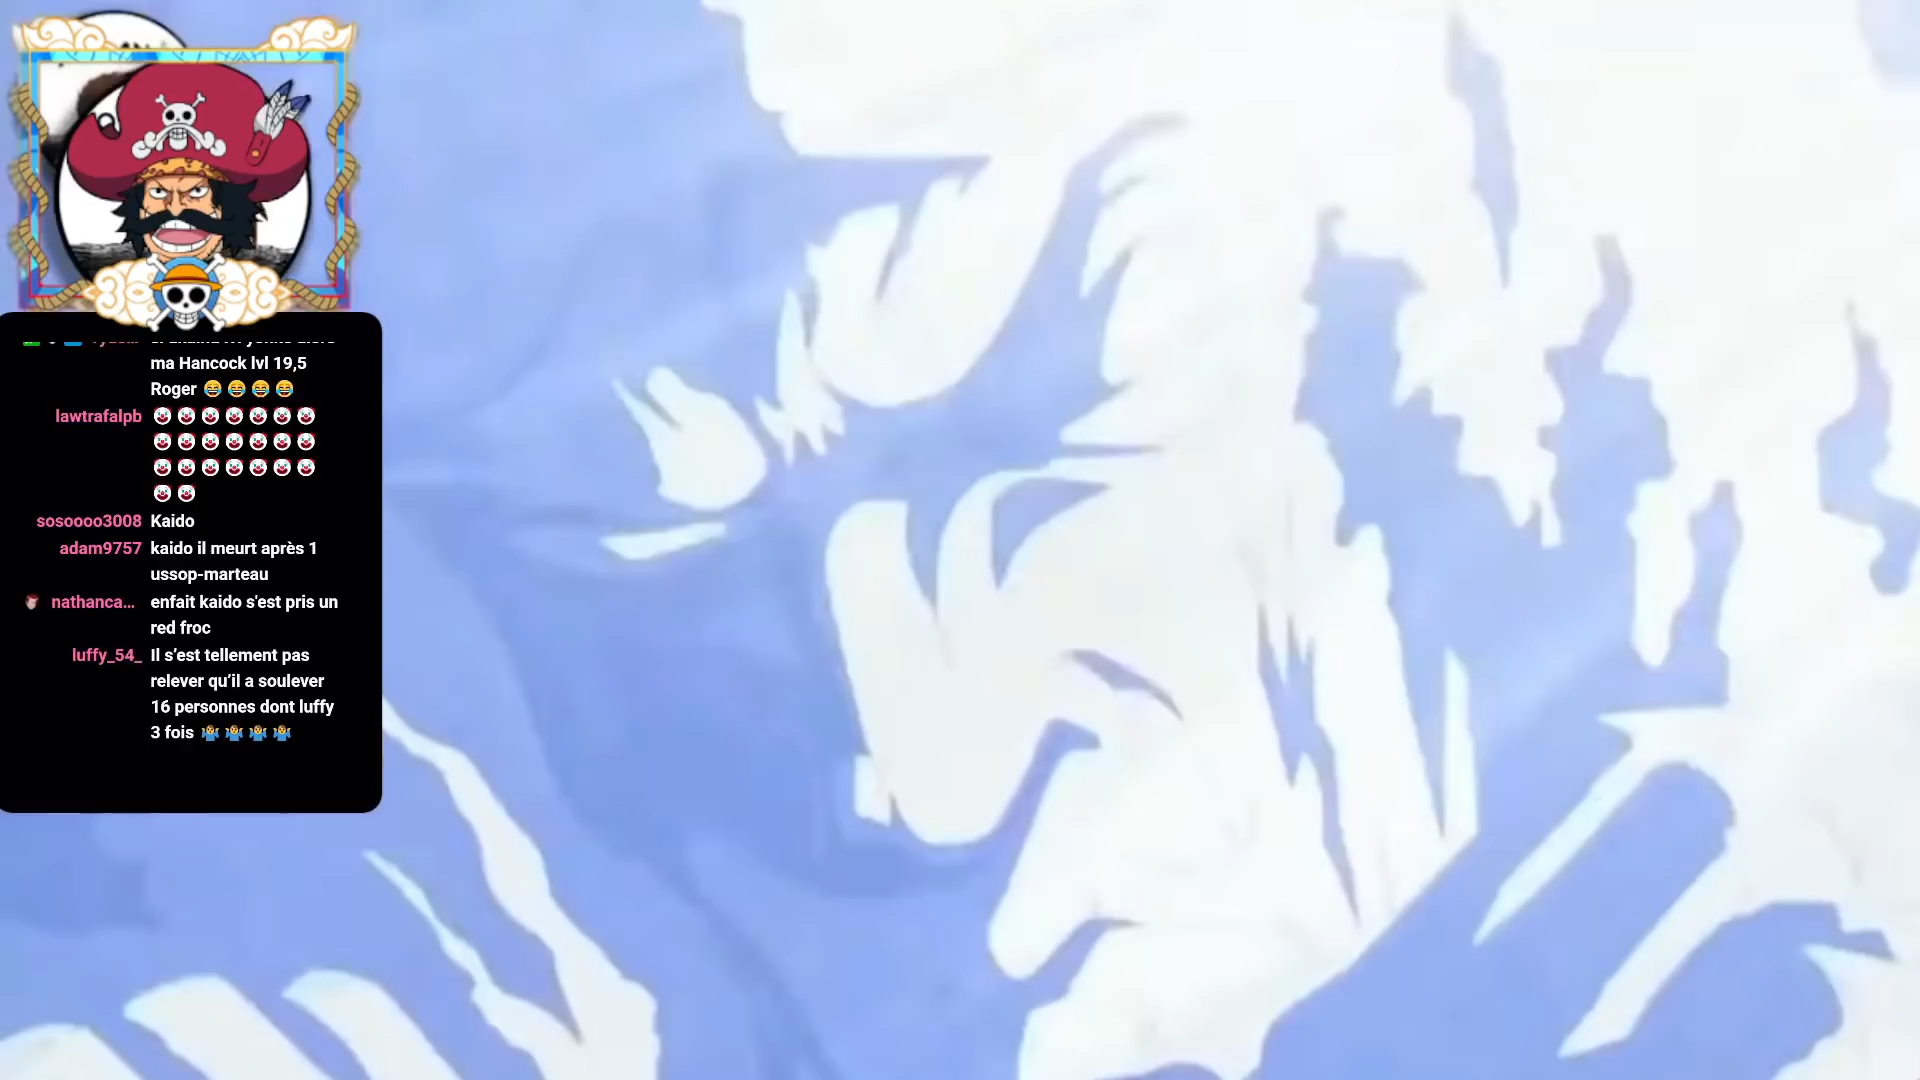 ma Hancock lvl 19,5
Roger 😂 😂 😂 😂
lawtrafalpb 🤡 🤡 🤡 🤡 🤡 🤡 🤡
🤡 🤡 🤡 🤡 🤡 🤡 🤡
🤡 🤡 🤡 🤡 🤡 🤡 🤡
🤡 🤡
sosoooo3008 Kaido
adam9757 kaido il meurt après 1
ussop-marteau
nathanca... enfait kaido s'est pris un
red froc
luffy_54_ Il s’est tellement pas
relever qu’il a soulever
16 personnes dont luffy
3 fois 🤷‍♂️ 🤷‍♂️ 🤷‍♂️ 🤷‍♂️